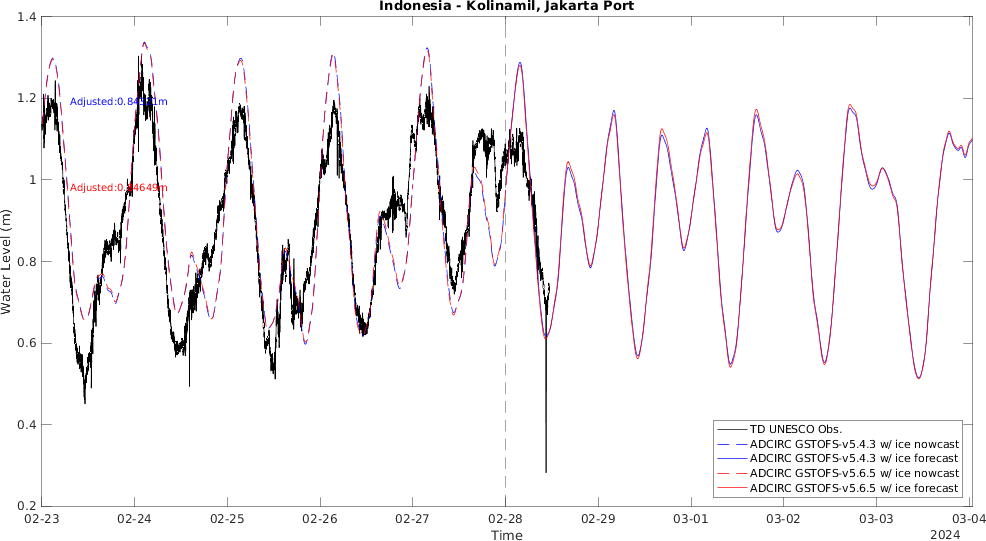 Indonesia - Kolinamil, Jakarta Port
1.4
1.2
1
0.8
0.6
0.4
0.2
Water Level (m)
Adjusted:
Adjusted:
TD UNESCO Obs.
ADCIRC GSTOFS-v5.4.3 w/ ice nowcast
ADCIRC GSTOFS-v5.4.3 w/ ice forecast
ADCIRC GSTOFS-v5.6.5 w/ ice nowcast
ADCIRC GSTOFS-v5.6.5 w/ ice forecast
02-23 02-24 02-25 02-26 02-27 02-28 02-29 03-01 03-02 03-03 03-04
Time
2024